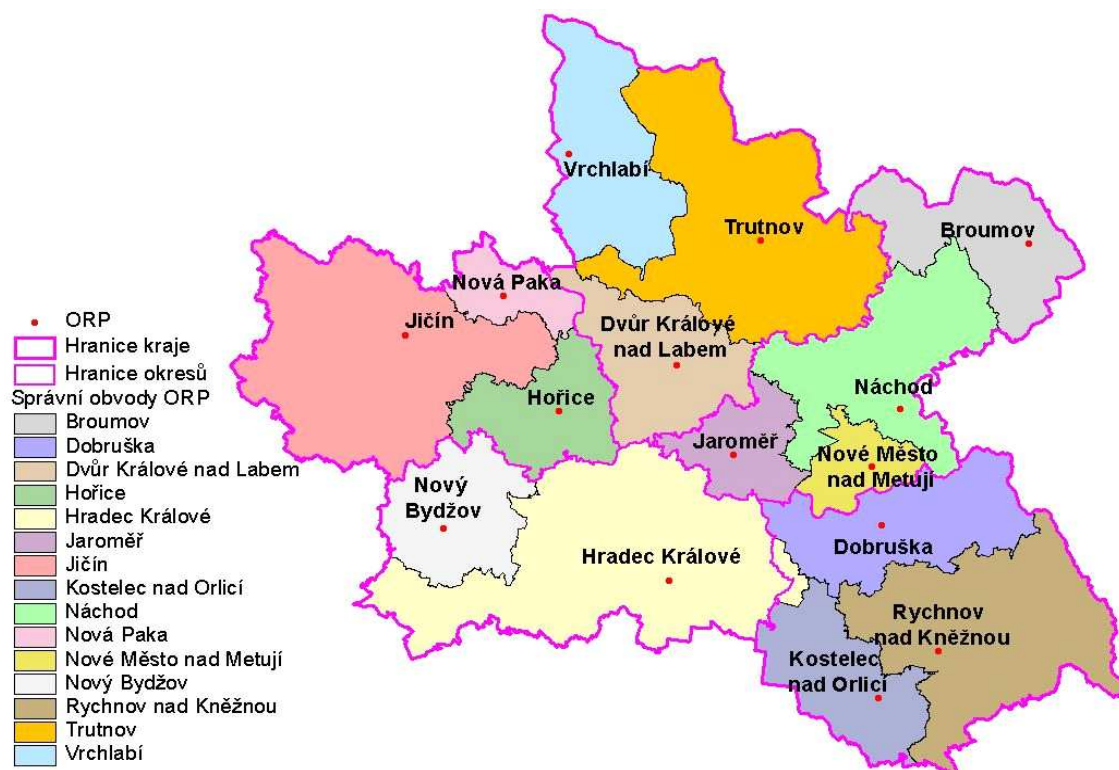 Vrchlabí
Trutnov
Broumov
Nová Paka
Jičín
Dvůr Králové
nad Labem
Náchod
Hořice
Jaroměř
Nové Město
nad Metují
Nový
Bydžov
Hradec Králové
Dobruška
Rychnov
nad Kněžnou
Kostelec
nad Orlicí
ORP
Hranice kraje
Hranice okresů
Správní obvody ORP
Broumov
Dobruška
Dvůr Králové nad Labem
Hořice
Hradec Králové
Jaroměř
Jičín
Kostelec nad Orlicí
Náchod
Nová Paka
Nové Město nad Metují
Nový Bydžov
Rychnov nad Kněžnou
Trutnov
Vrchlabí